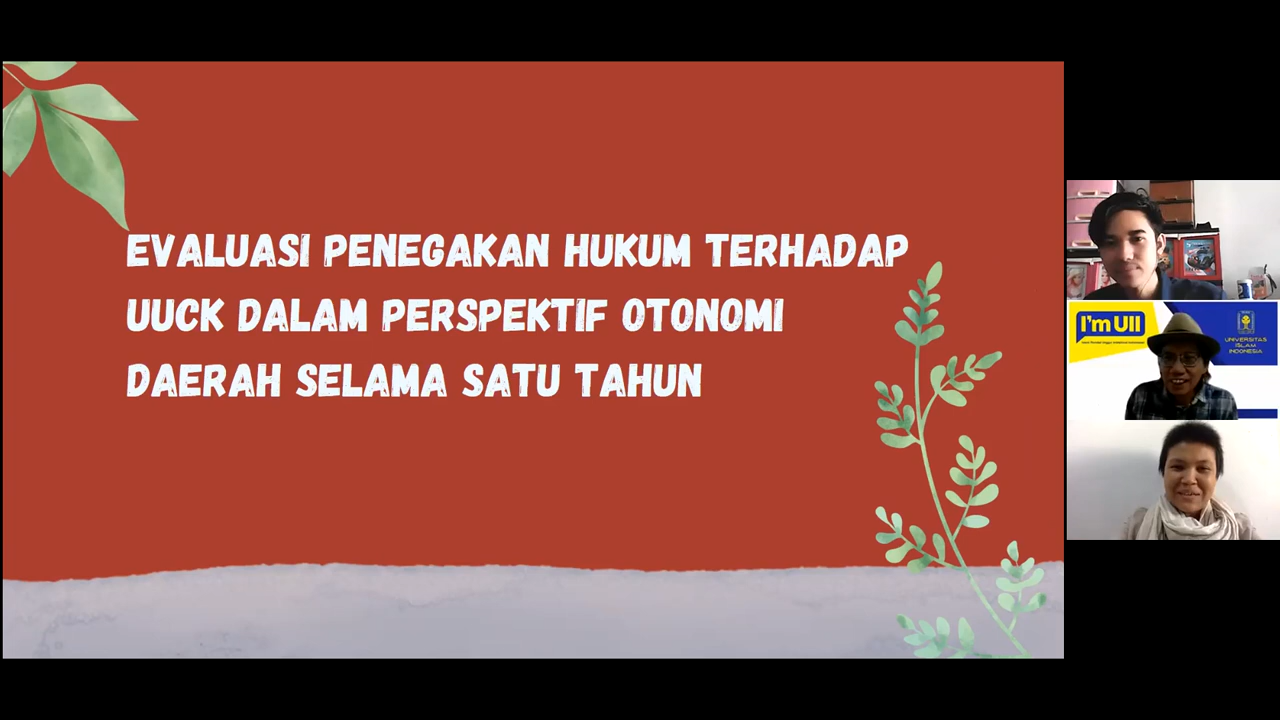 EVALUASI PENEGAKAN HUKUM TERHADAP
UUCK DALAM PERSPEKTIF OTONOMI
DAERAH SELAMA SATU TAHUN
I'm UII
UNIVERSITAS
ISLAM
INDONESIA